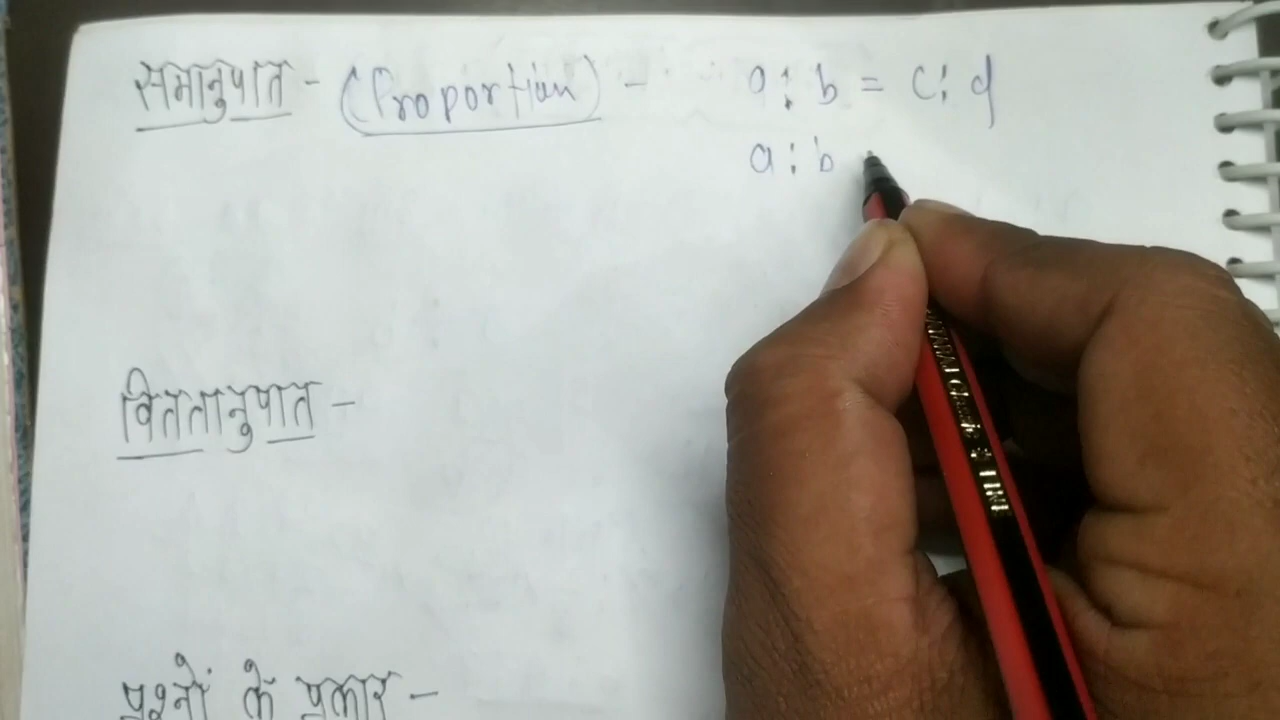 समानुपात - (Proportion) - a : b = c : d
a : b
विततानुपात -
प्रश्नों के प्रकार -